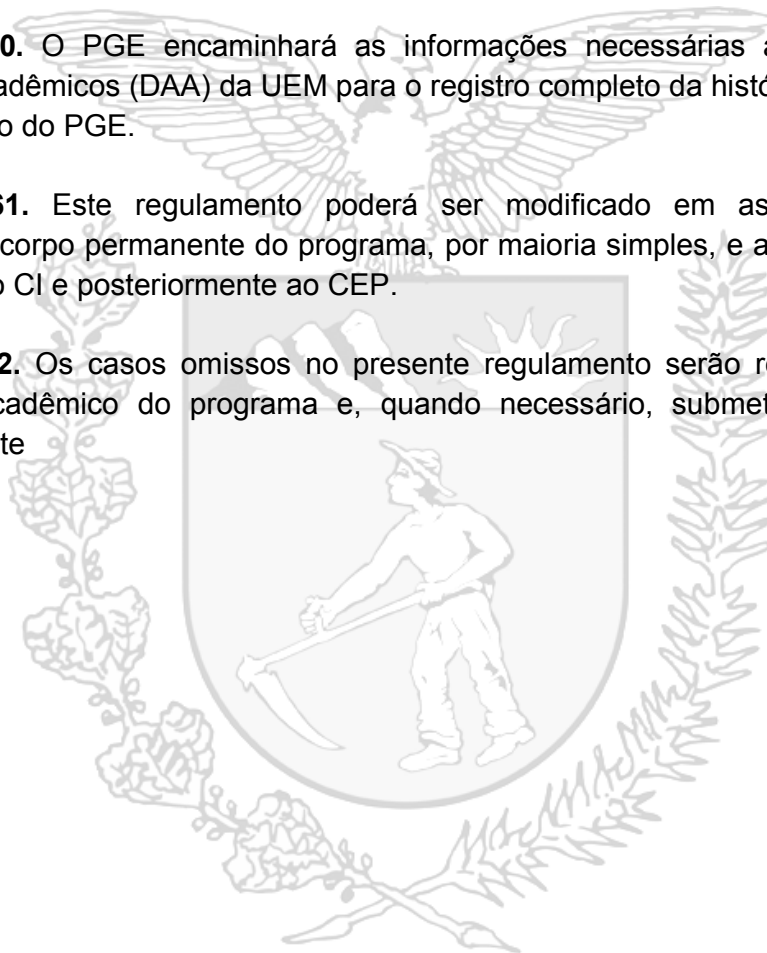 0. O PGE encaminhará as informações necessárias
adêmicos (DAA) da UEM para o registro completo da histó
o do PGE.
61. Este regulamento poderá ser modificado em as
corpo permanente do programa, por maioria simples, e a
o CI e posteriormente ao CEP.
2. Os casos omissos no presente regulamento serão re
cadêmico do programa e, quando necessário, submet
te